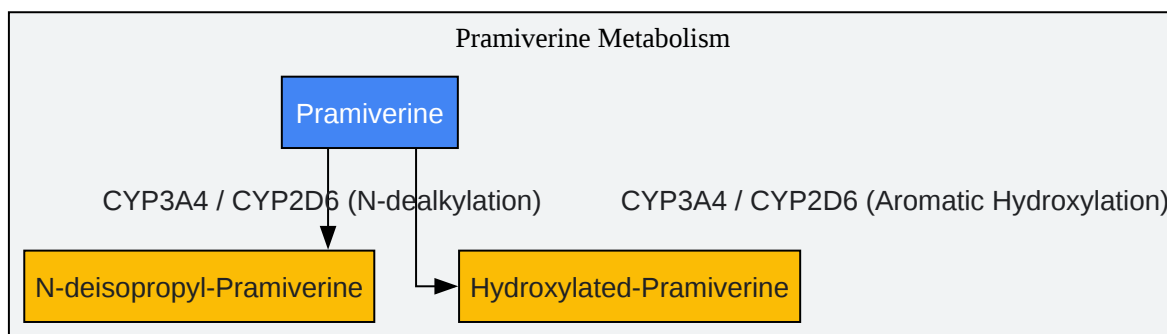 Pramiverine Metabolism
Pramiverine
CYP3A4 / CYP2D6 (N-dealkylation)
CYP3A4 / CYP2D6 (Aromatic Hydroxylation)
N-deisopropyl-Pramiverine
Hydroxylated-Pramiverine